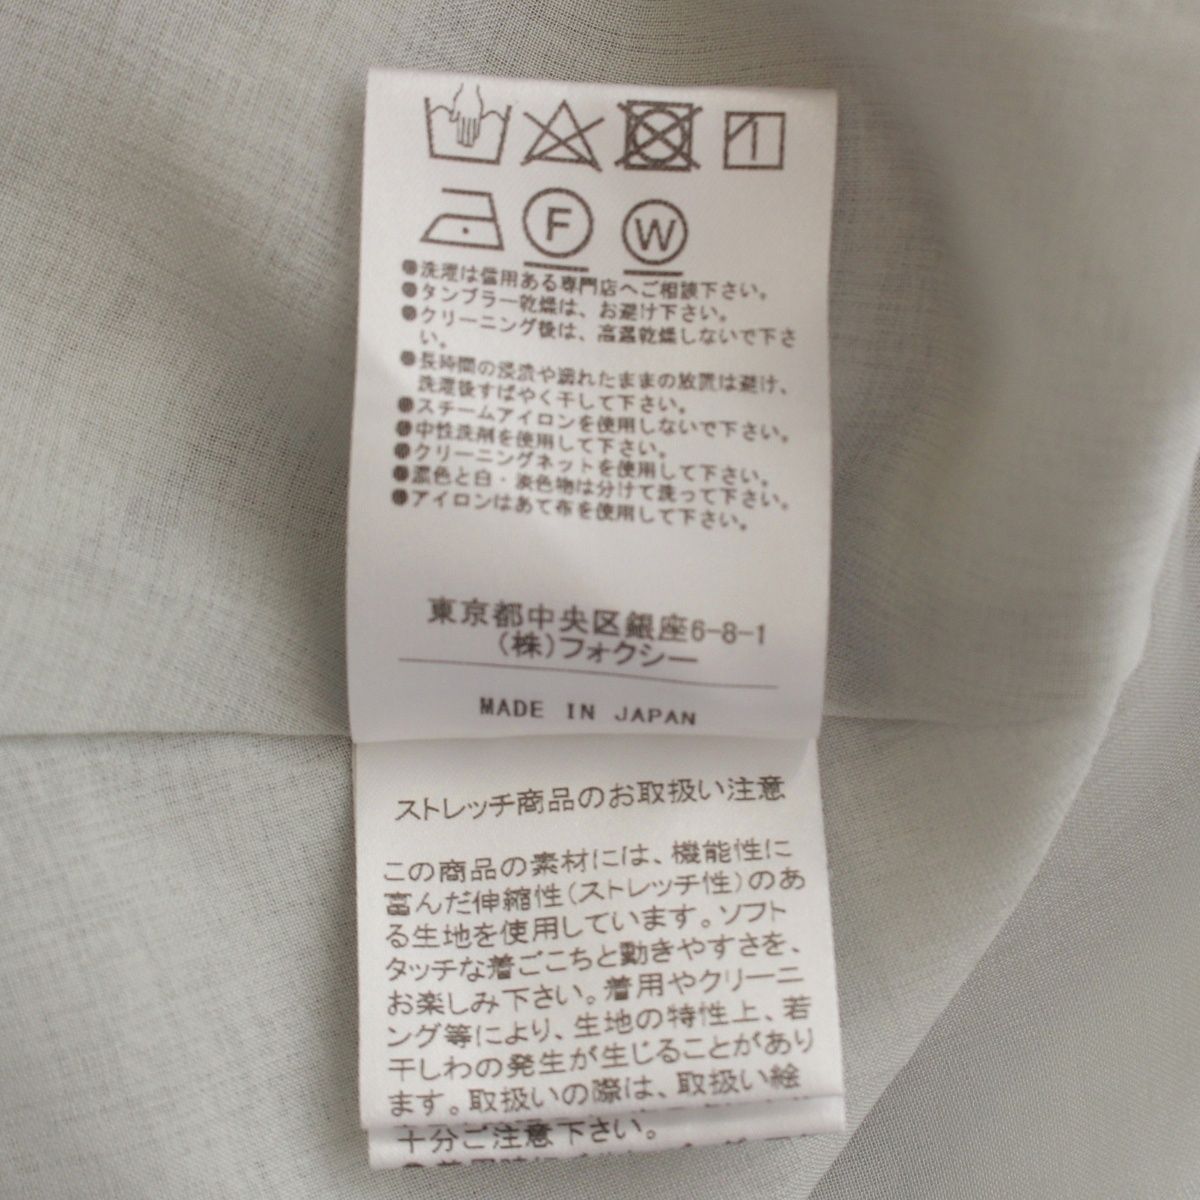 F W
●洗濯は信用ある専門店へご相談下さい。
●タンブラー乾燥は、お避け下さい。
●クリーニング後は、高温乾燥しないで下さ
い。
●長時間の浸漬や濡れたままの放置は避け、
洗濯後すばやく干して下さい。
●スチームアイロンを使用しないで下さい。
●中性洗剤を使用して下さい。
●クリーニングネットを使用して下さい。
●濃色と白・淡色物は分けて洗って下さい。
●アイロンはあて布を使用して下さい。
東京都中央区銀座6-8-1
(株)フォクシー
MADE IN JAPAN
ストレッチ商品のお取扱い注意
この商品の素材には、機能性に
富んだ伸縮性(ストレッチ性)のあ
る生地を使用しています。ソフト
タッチな着ごこちと動きやすさを、
お楽しみ下さい。着用やクリーニ
ング等により、生地の特性上、若
干しわの発生が生じることがあり
ます。取扱いの際は、取扱い絵
十分ご注意下さい。